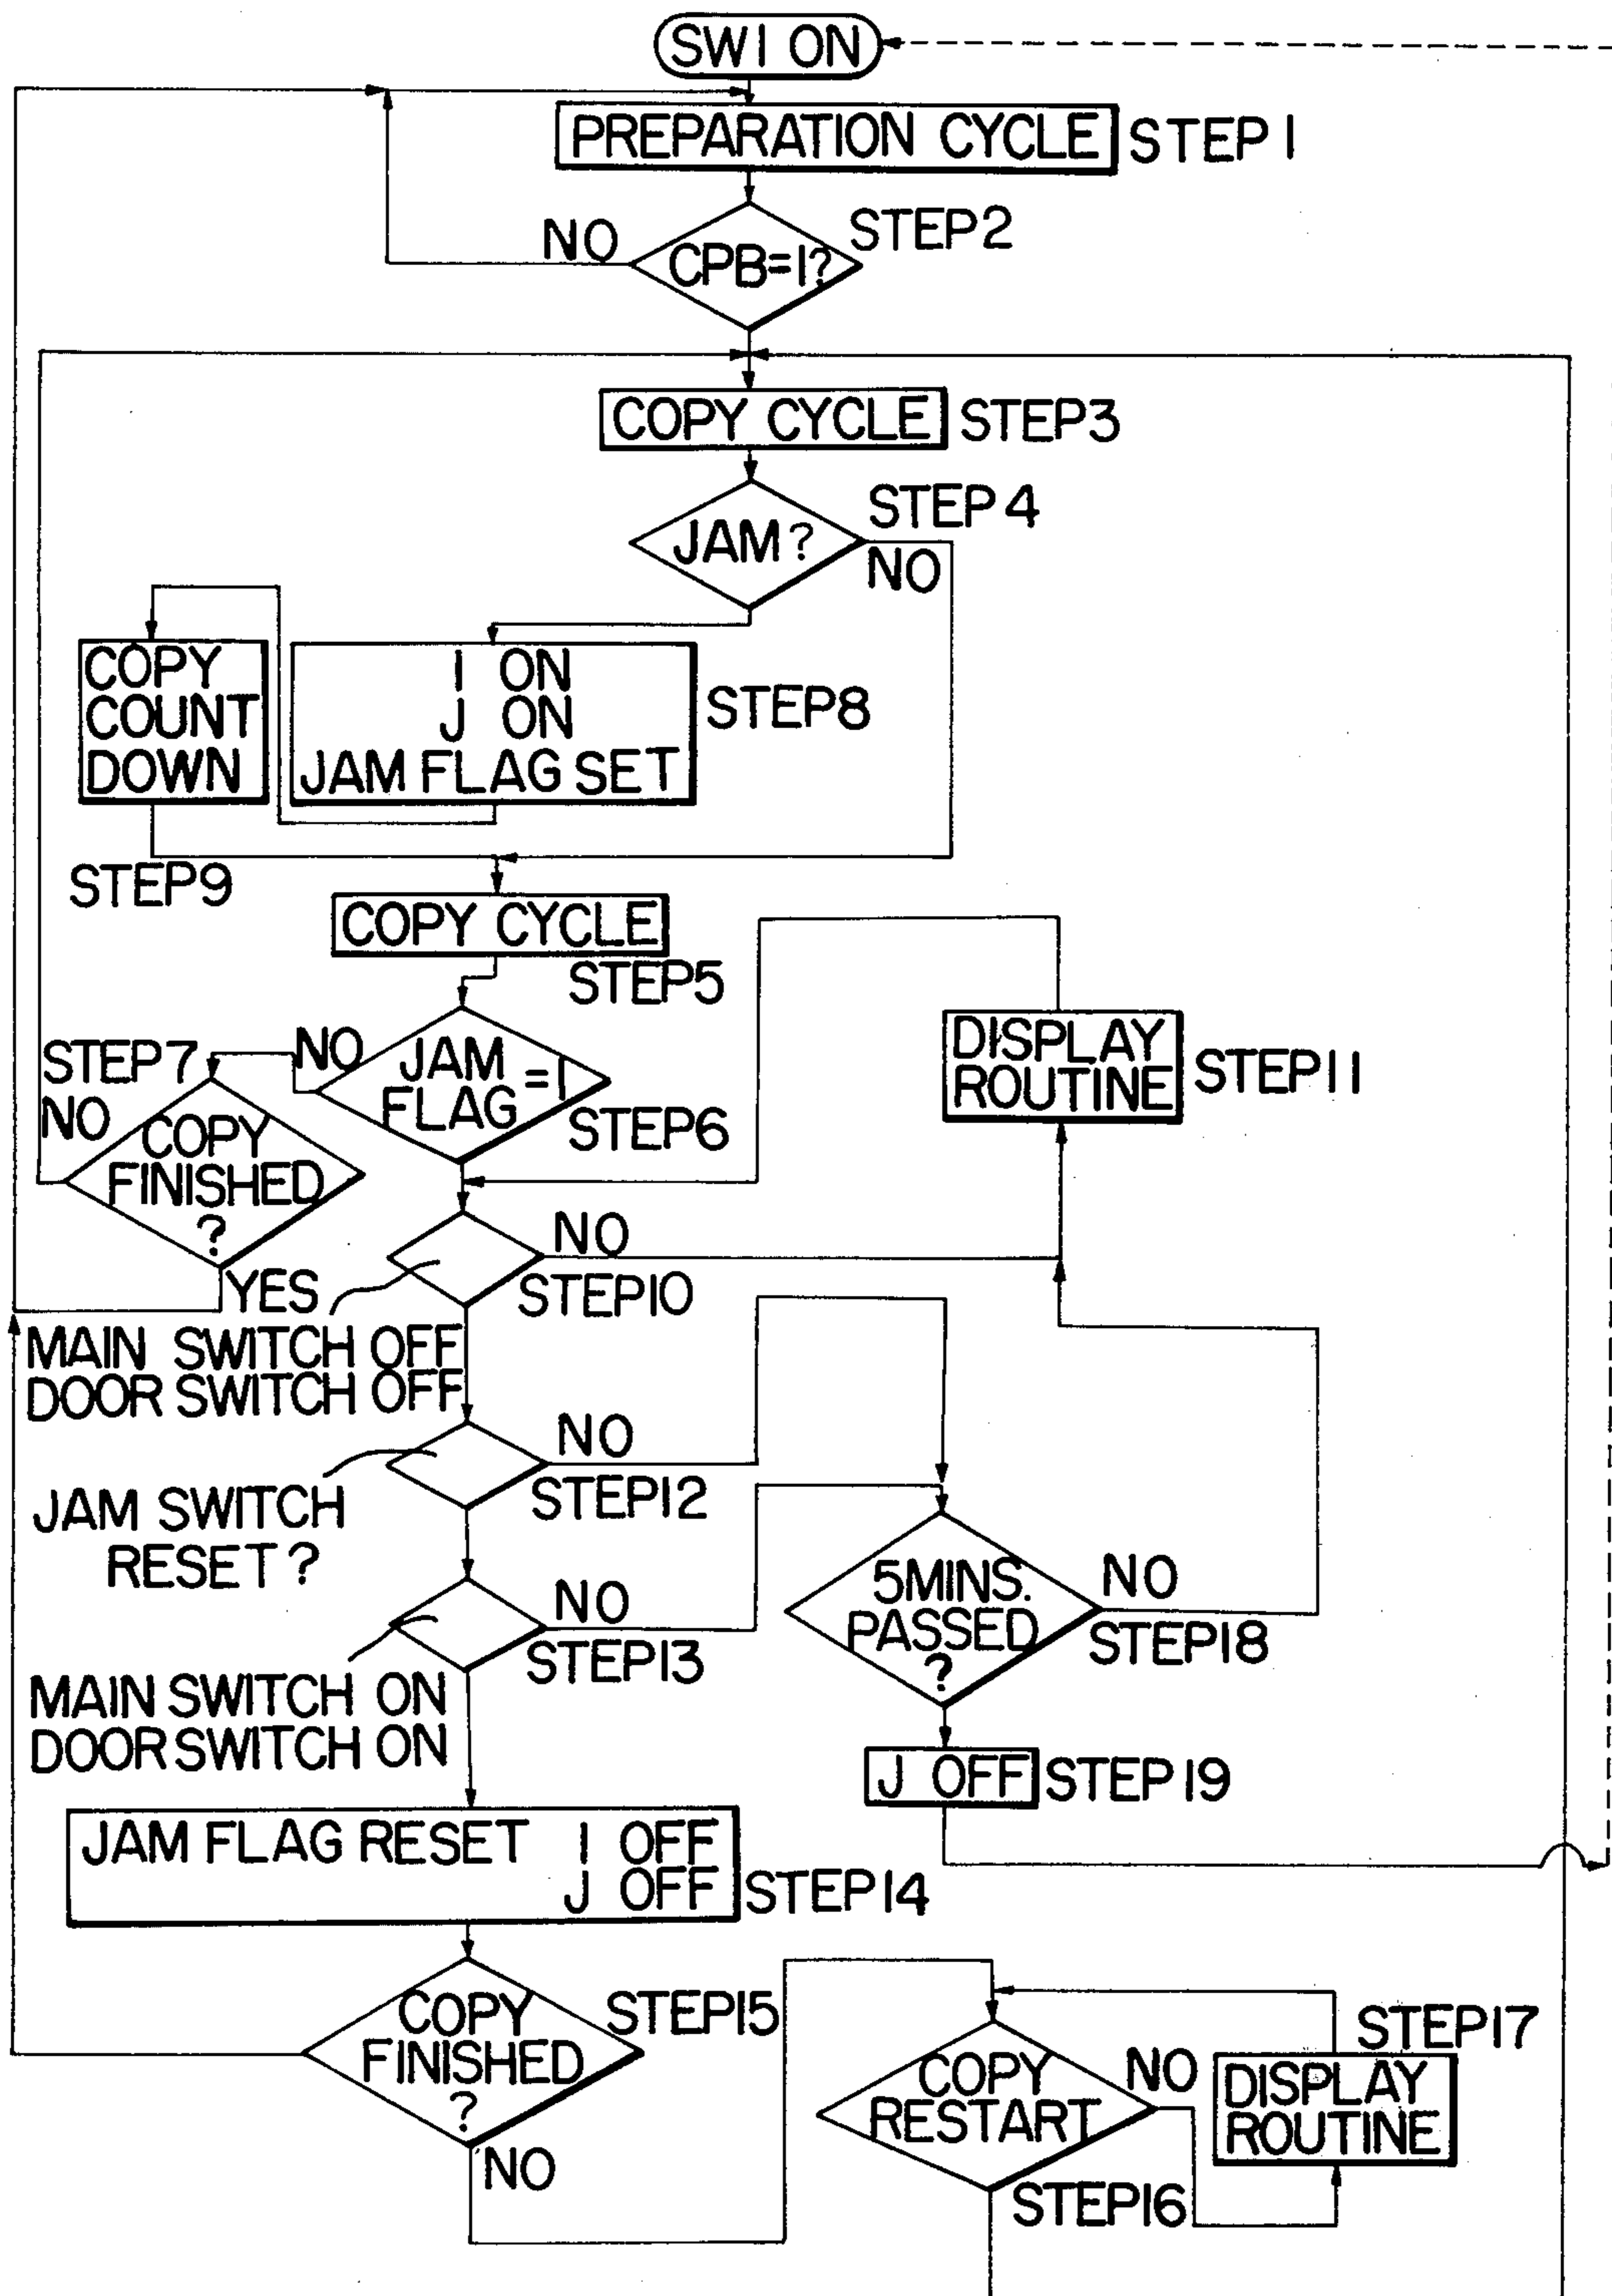 SW1 ON
PREPARATION CYCLE
STEP 1
NO
CPB=1?
STEP2
COPY CYCLE
STEP3
JAM?
STEP 4
NO
COPY
COUNT
DOWN
I ON
J ON
JAM FLAG SET
STEP8
STEP9
COPY CYCLE
STEP5
JAM
FLAG =1
NO
STEP6
STEP7
NO
COPY
FINISHED
?
YES
DISPLAY
ROUTINE
STEP11
NO
STEP10
MAIN SWITCH OFF
DOOR SWITCH OFF
NO
STEP12
JAM SWITCH
RESET?
NO
STEP13
MAIN SWITCH ON
DOOR SWITCH ON
5MINS.
PASSED
?
NO
STEP18
J OFF
STEP19
JAM FLAG RESET I OFF
J OFF
STEP14
COPY
FINISHED
?
STEP15
NO
COPY
RESTART
NO
STEP16
STEP17
DISPLAY
ROUTINE